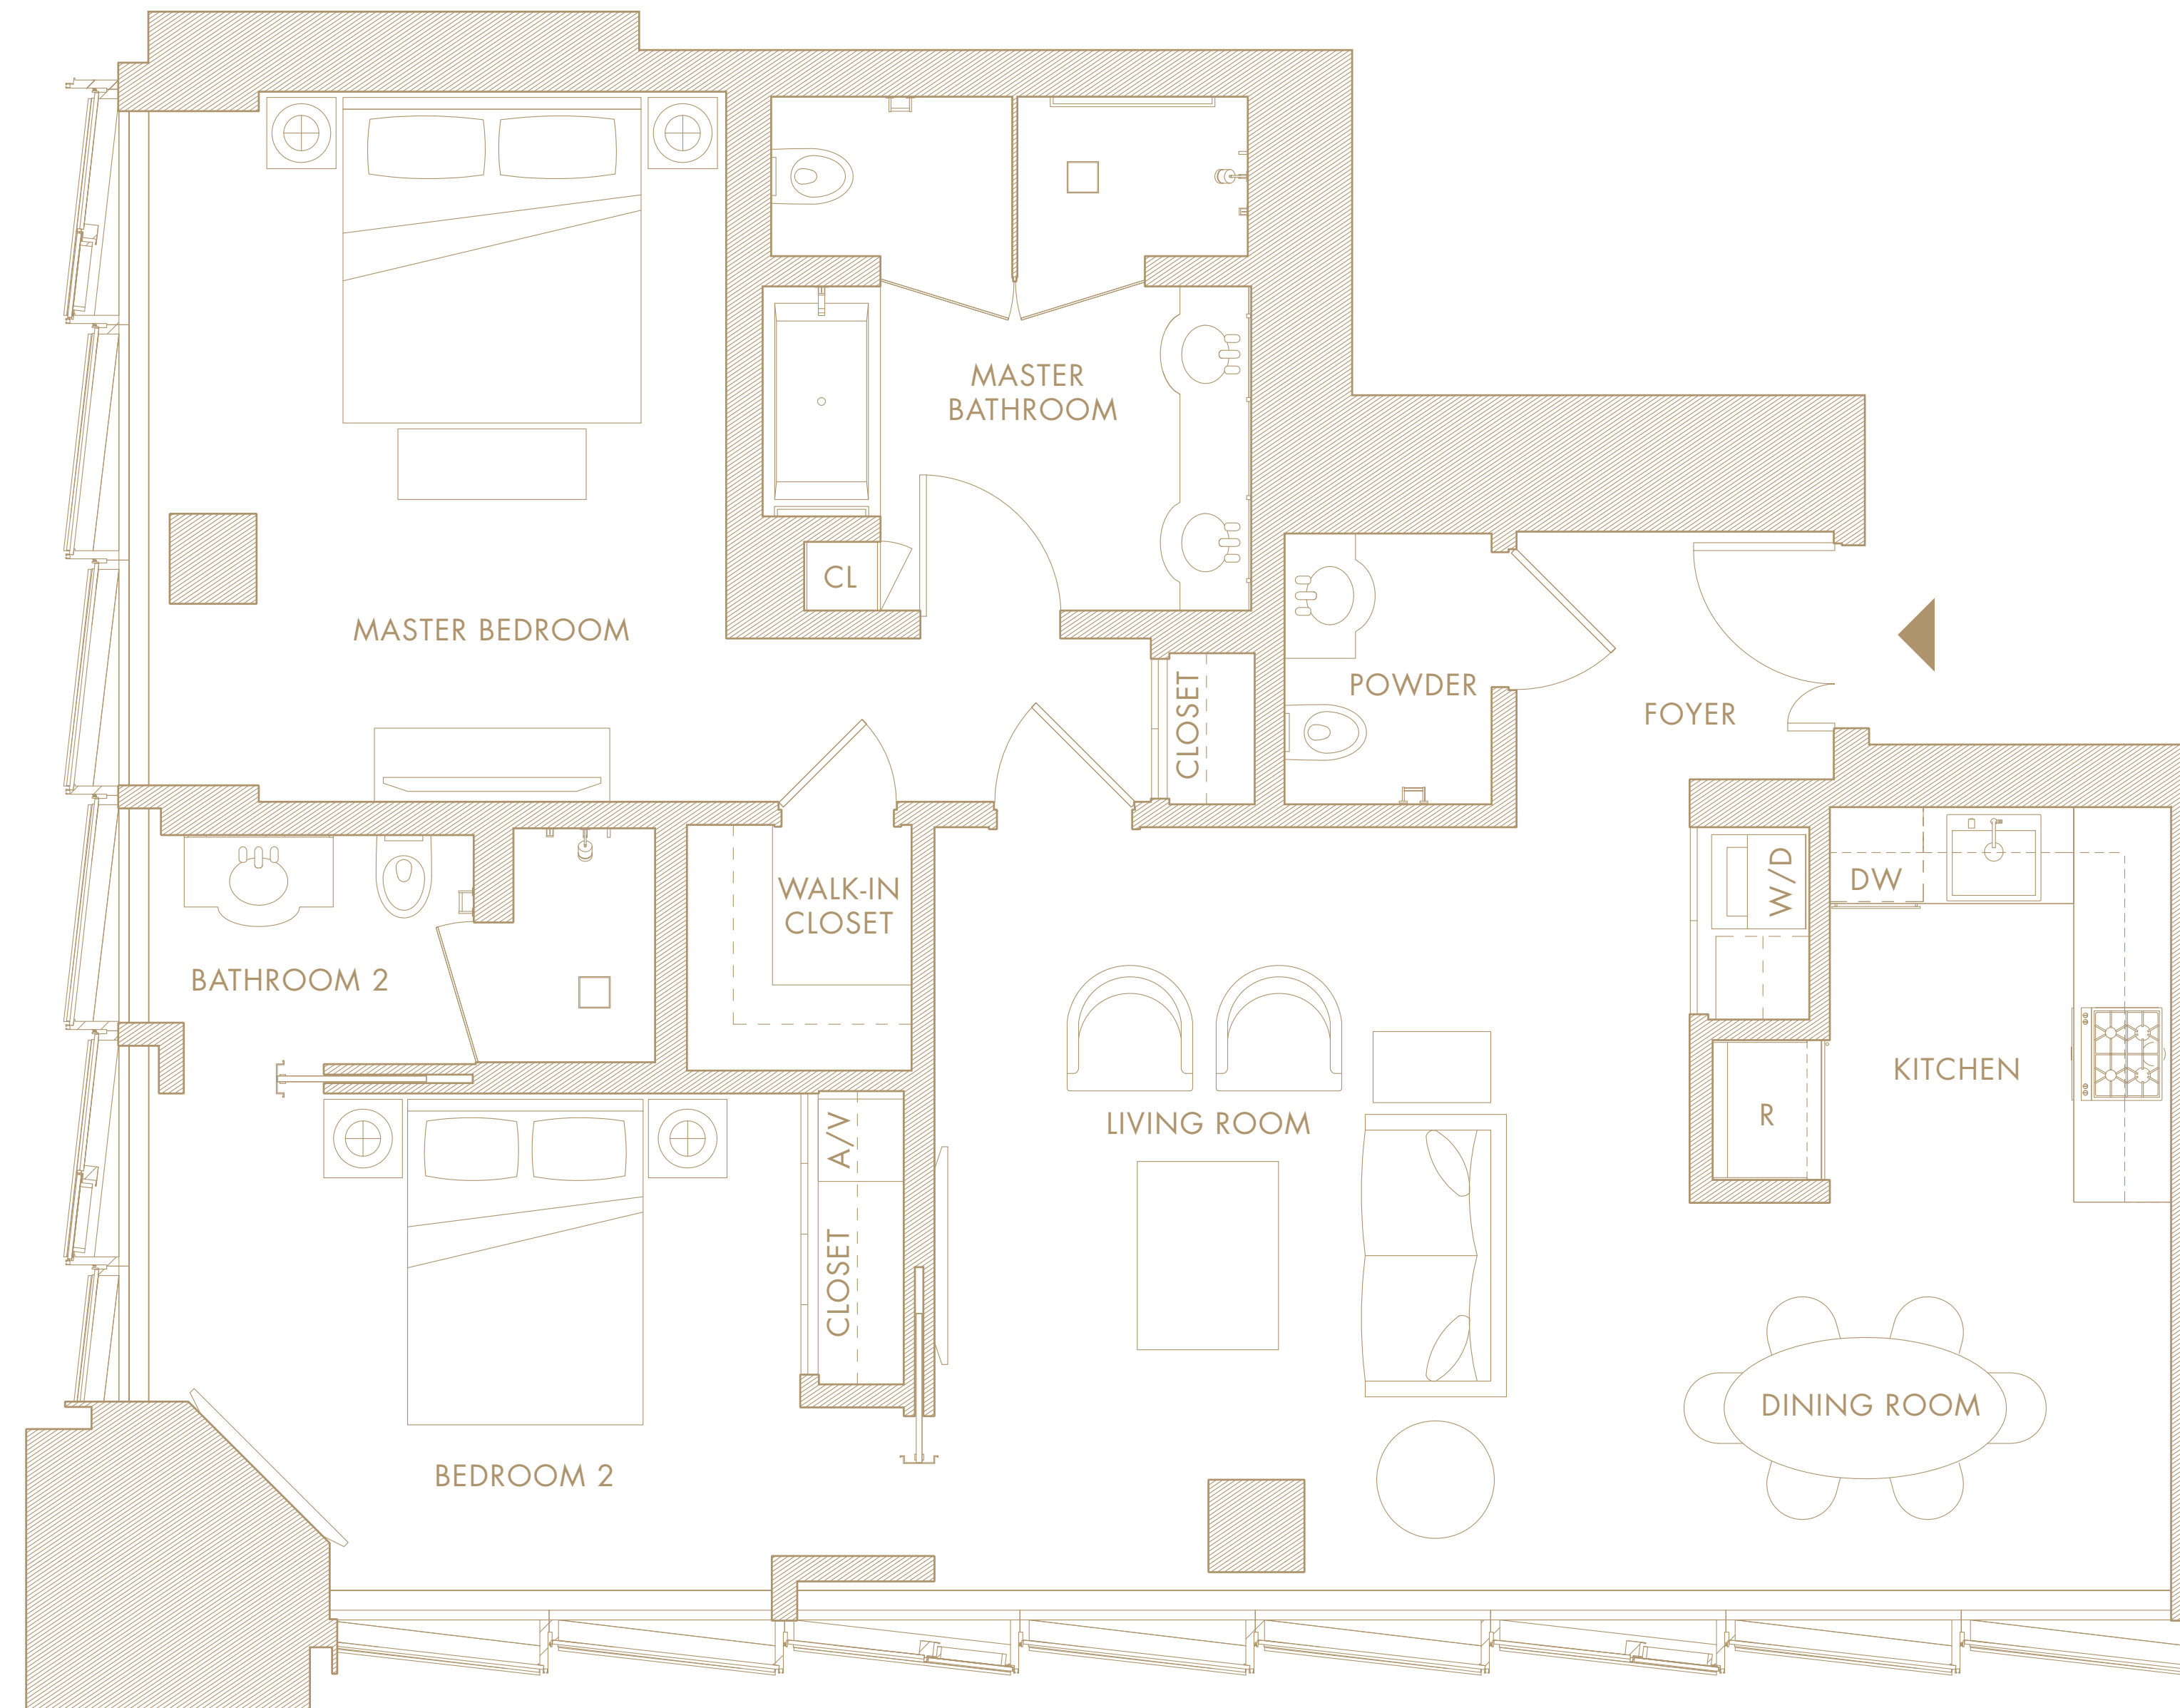 MASTER
BATHROOM
CL
MASTER BEDROOM
CLOSET
POWDER
FOYER
WALK-IN
CLOSET
W/D
DW
BATHROOM 2
KITCHEN
R
LIVING ROOM
A/V
CLOSET
DINING ROOM
BEDROOM 2